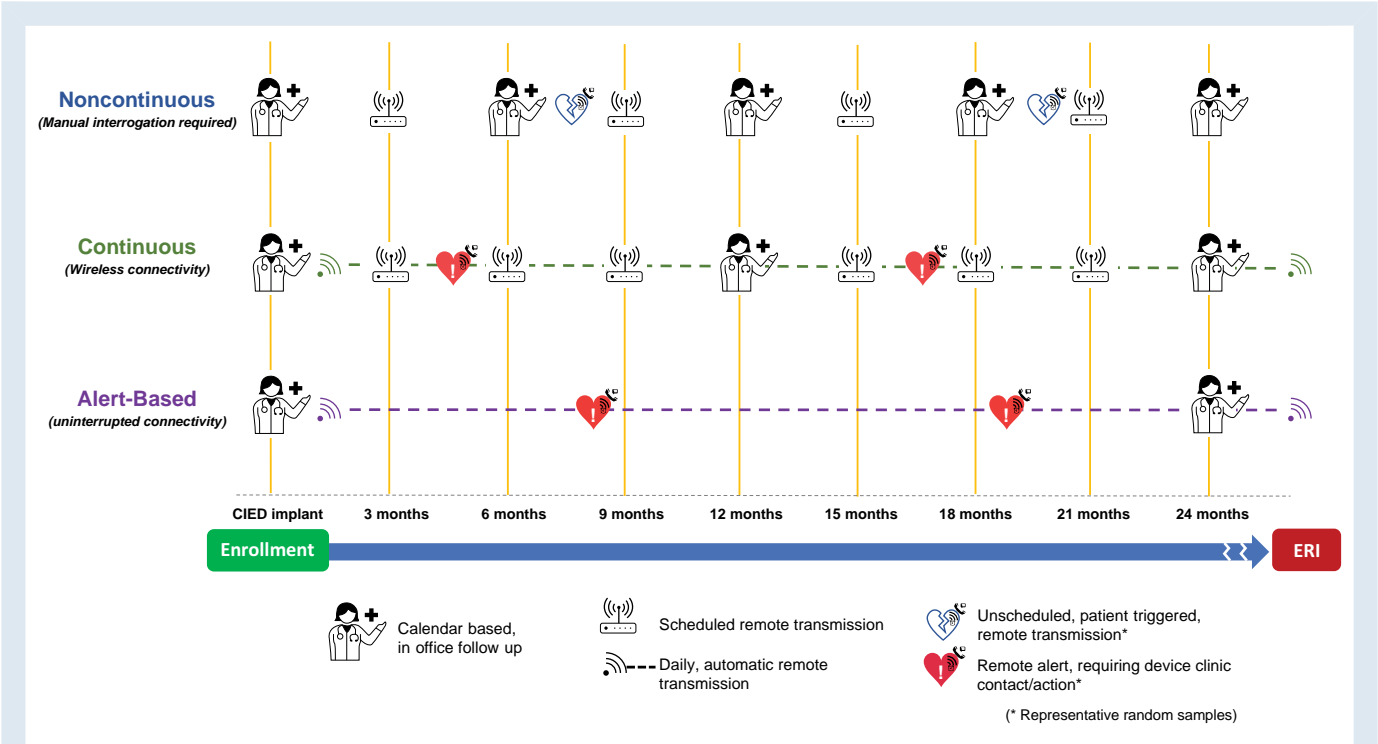 Noncontinuous
(Manual interrogation required)
Continuous
(Wireless connectivity)
Alert-Based
(uninterrupted connectivity)
CIED implant 3 months 6 months 9 months 12 months 15 months 18 months 21 months 24 months
Enrollment ERI
Calendar based,
in office follow up
Scheduled remote transmission
Daily, automatic remote
transmission
Unscheduled, patient triggered,
remote transmission*
Remote alert, requiring device clinic
contact/action*
(* Representative random samples)